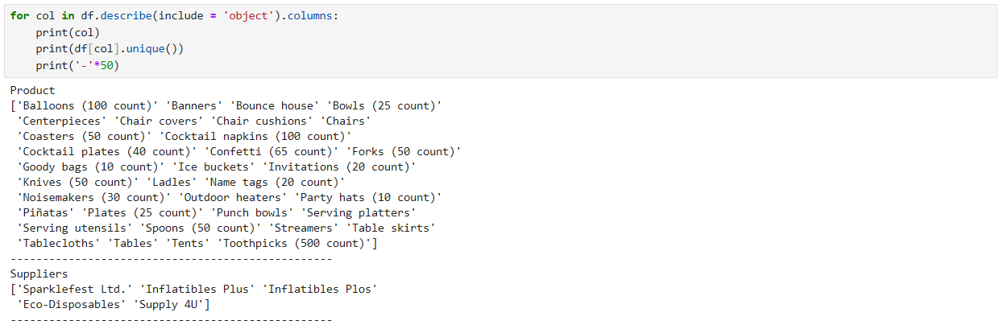 for col in df.describe(include = 'object').columns:
    print(col)
    print(df[col].unique())
    print('-'*50)
Product
['Balloons (100 count)' 'Banners' 'Bounce house' 'Bowls (25 count)'
 'Centerpieces' 'Chair covers' 'Chair cushions' 'Chairs'
 'Coasters (50 count)' 'Cocktail napkins (100 count)'
 'Cocktail plates (40 count)' 'Confetti (65 count)' 'Forks (50 count)'
 'Goody bags (10 count)' 'Ice buckets' 'Invitations (20 count)'
 'Knives (50 count)' 'Ladles' 'Name tags (20 count)'
 'Noisemakers (30 count)' 'Outdoor heaters' 'Party hats (10 count)'
 'Piñatas' 'Plates (25 count)' 'Punch bowls' 'Serving platters'
 'Serving utensils' 'Spoons (50 count)' 'Streamers' 'Table skirts'
 'Tablecloths' 'Tables' 'Tents' 'Toothpicks (500 count)']
--------------------------------------------------
Suppliers
['Sparklefest Ltd.' 'Inflatibles Plus' 'Inflatibles Plos'
 'Eco-Disposables' 'Supply 4U']
--------------------------------------------------